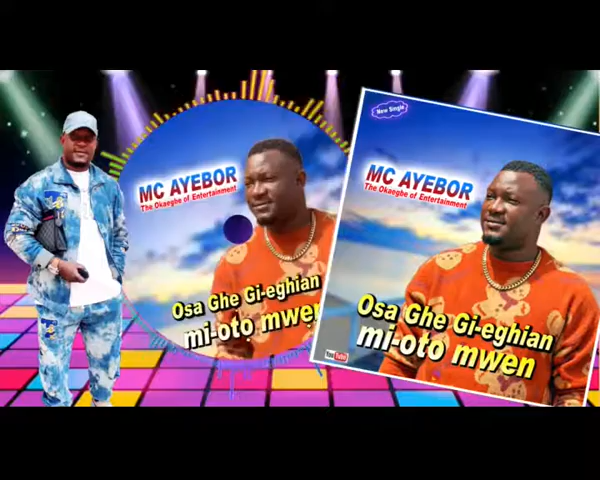 MC AYEBOR
The Okaegbe of Entertainment
Osa Ghe Gi-eghian
mi-oto mwen
New Single
MC AYEBOR
The Okaegbe of Entertainment
Osa Ghe Gi-eghian
mi-oto mwen
YouTube